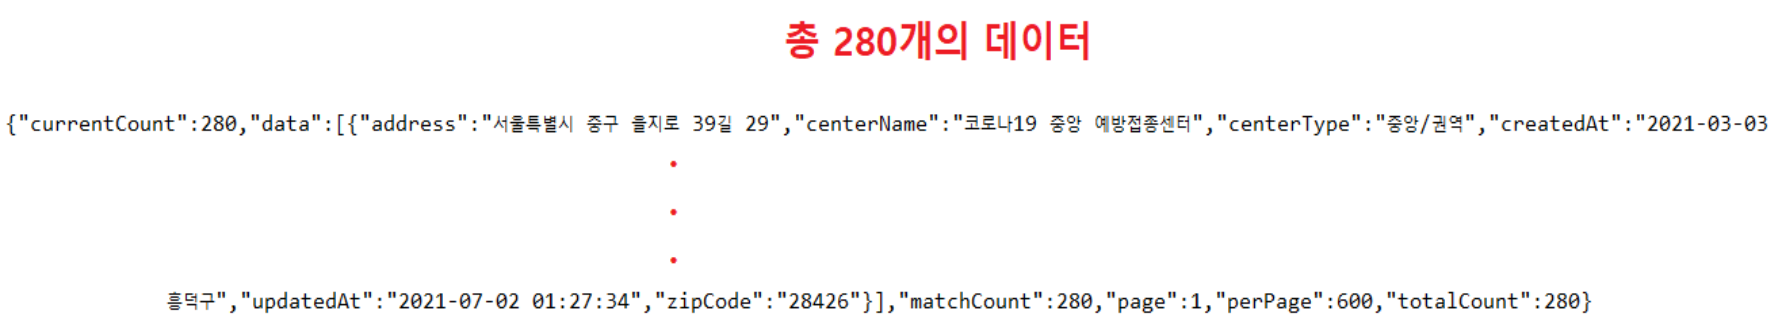 총 280개의 데이터
{"currentCount":280,"data":[{"address":"서울특별시 중구 을지로 39길 29","centerName":"코로나19 중앙 예방접종센터","centerType":"중앙/권역","createdAt":"2021-03-03
흥덕구","updatedAt":"2021-07-02 01:27:34","zipCode":"28426"}],"matchCount":280,"page":1,"perPage":600,"totalCount":280}